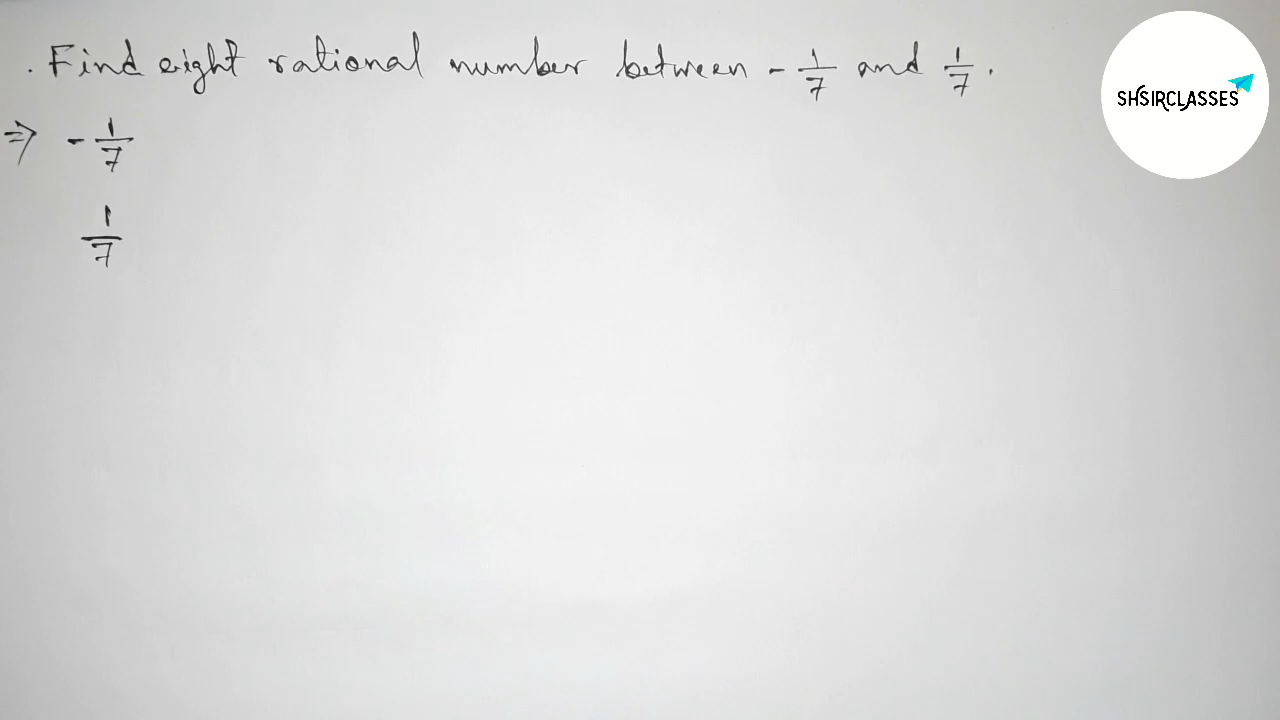 . Find eight rational number between - 1/7 and 1/7 .
⇒ - 1/7
1/7
SHSIRCLASSES